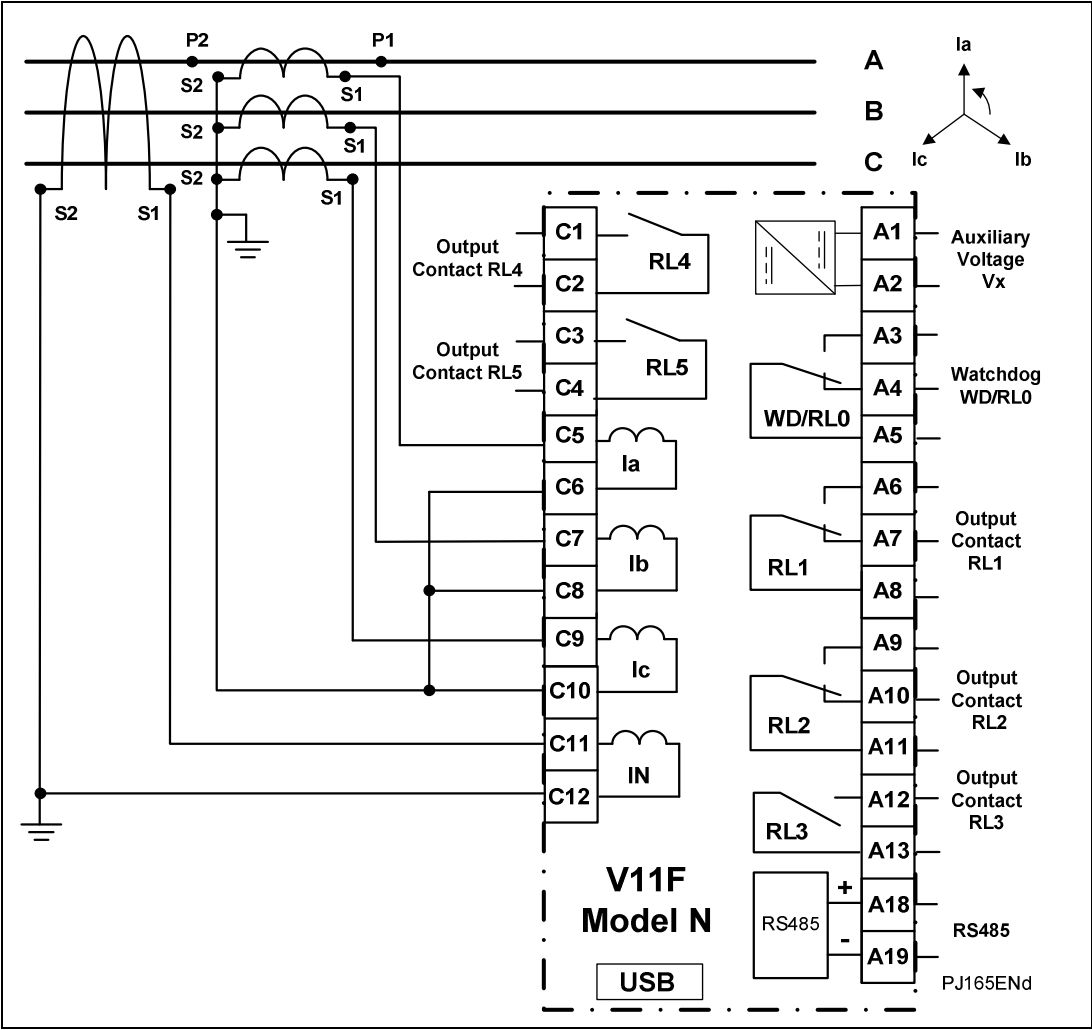 P2
P1
S2
S1
A
Ia
S2
S1
B
Ic
Ib
S2
S1
C
S2
S1
Output
Contact RL4
C1
C2
RL4
A1
A2
Auxiliary
Voltage
Vx
Output
Contact RL5
C3
C4
RL5
A3
A4
A5
WD/RL0
Watchdog
WD/RL0
C5
C6
Ia
A6
A7
A8
RL1
Output
Contact
RL1
C7
C8
Ib
C9
C10
Ic
A9
A10
A11
RL2
Output
Contact
RL2
C11
C12
IN
A12
A13
RL3
Output
Contact
RL3
V11F
Model N
USB
RS485
+
-
A18
A19
RS485
PJ165ENd